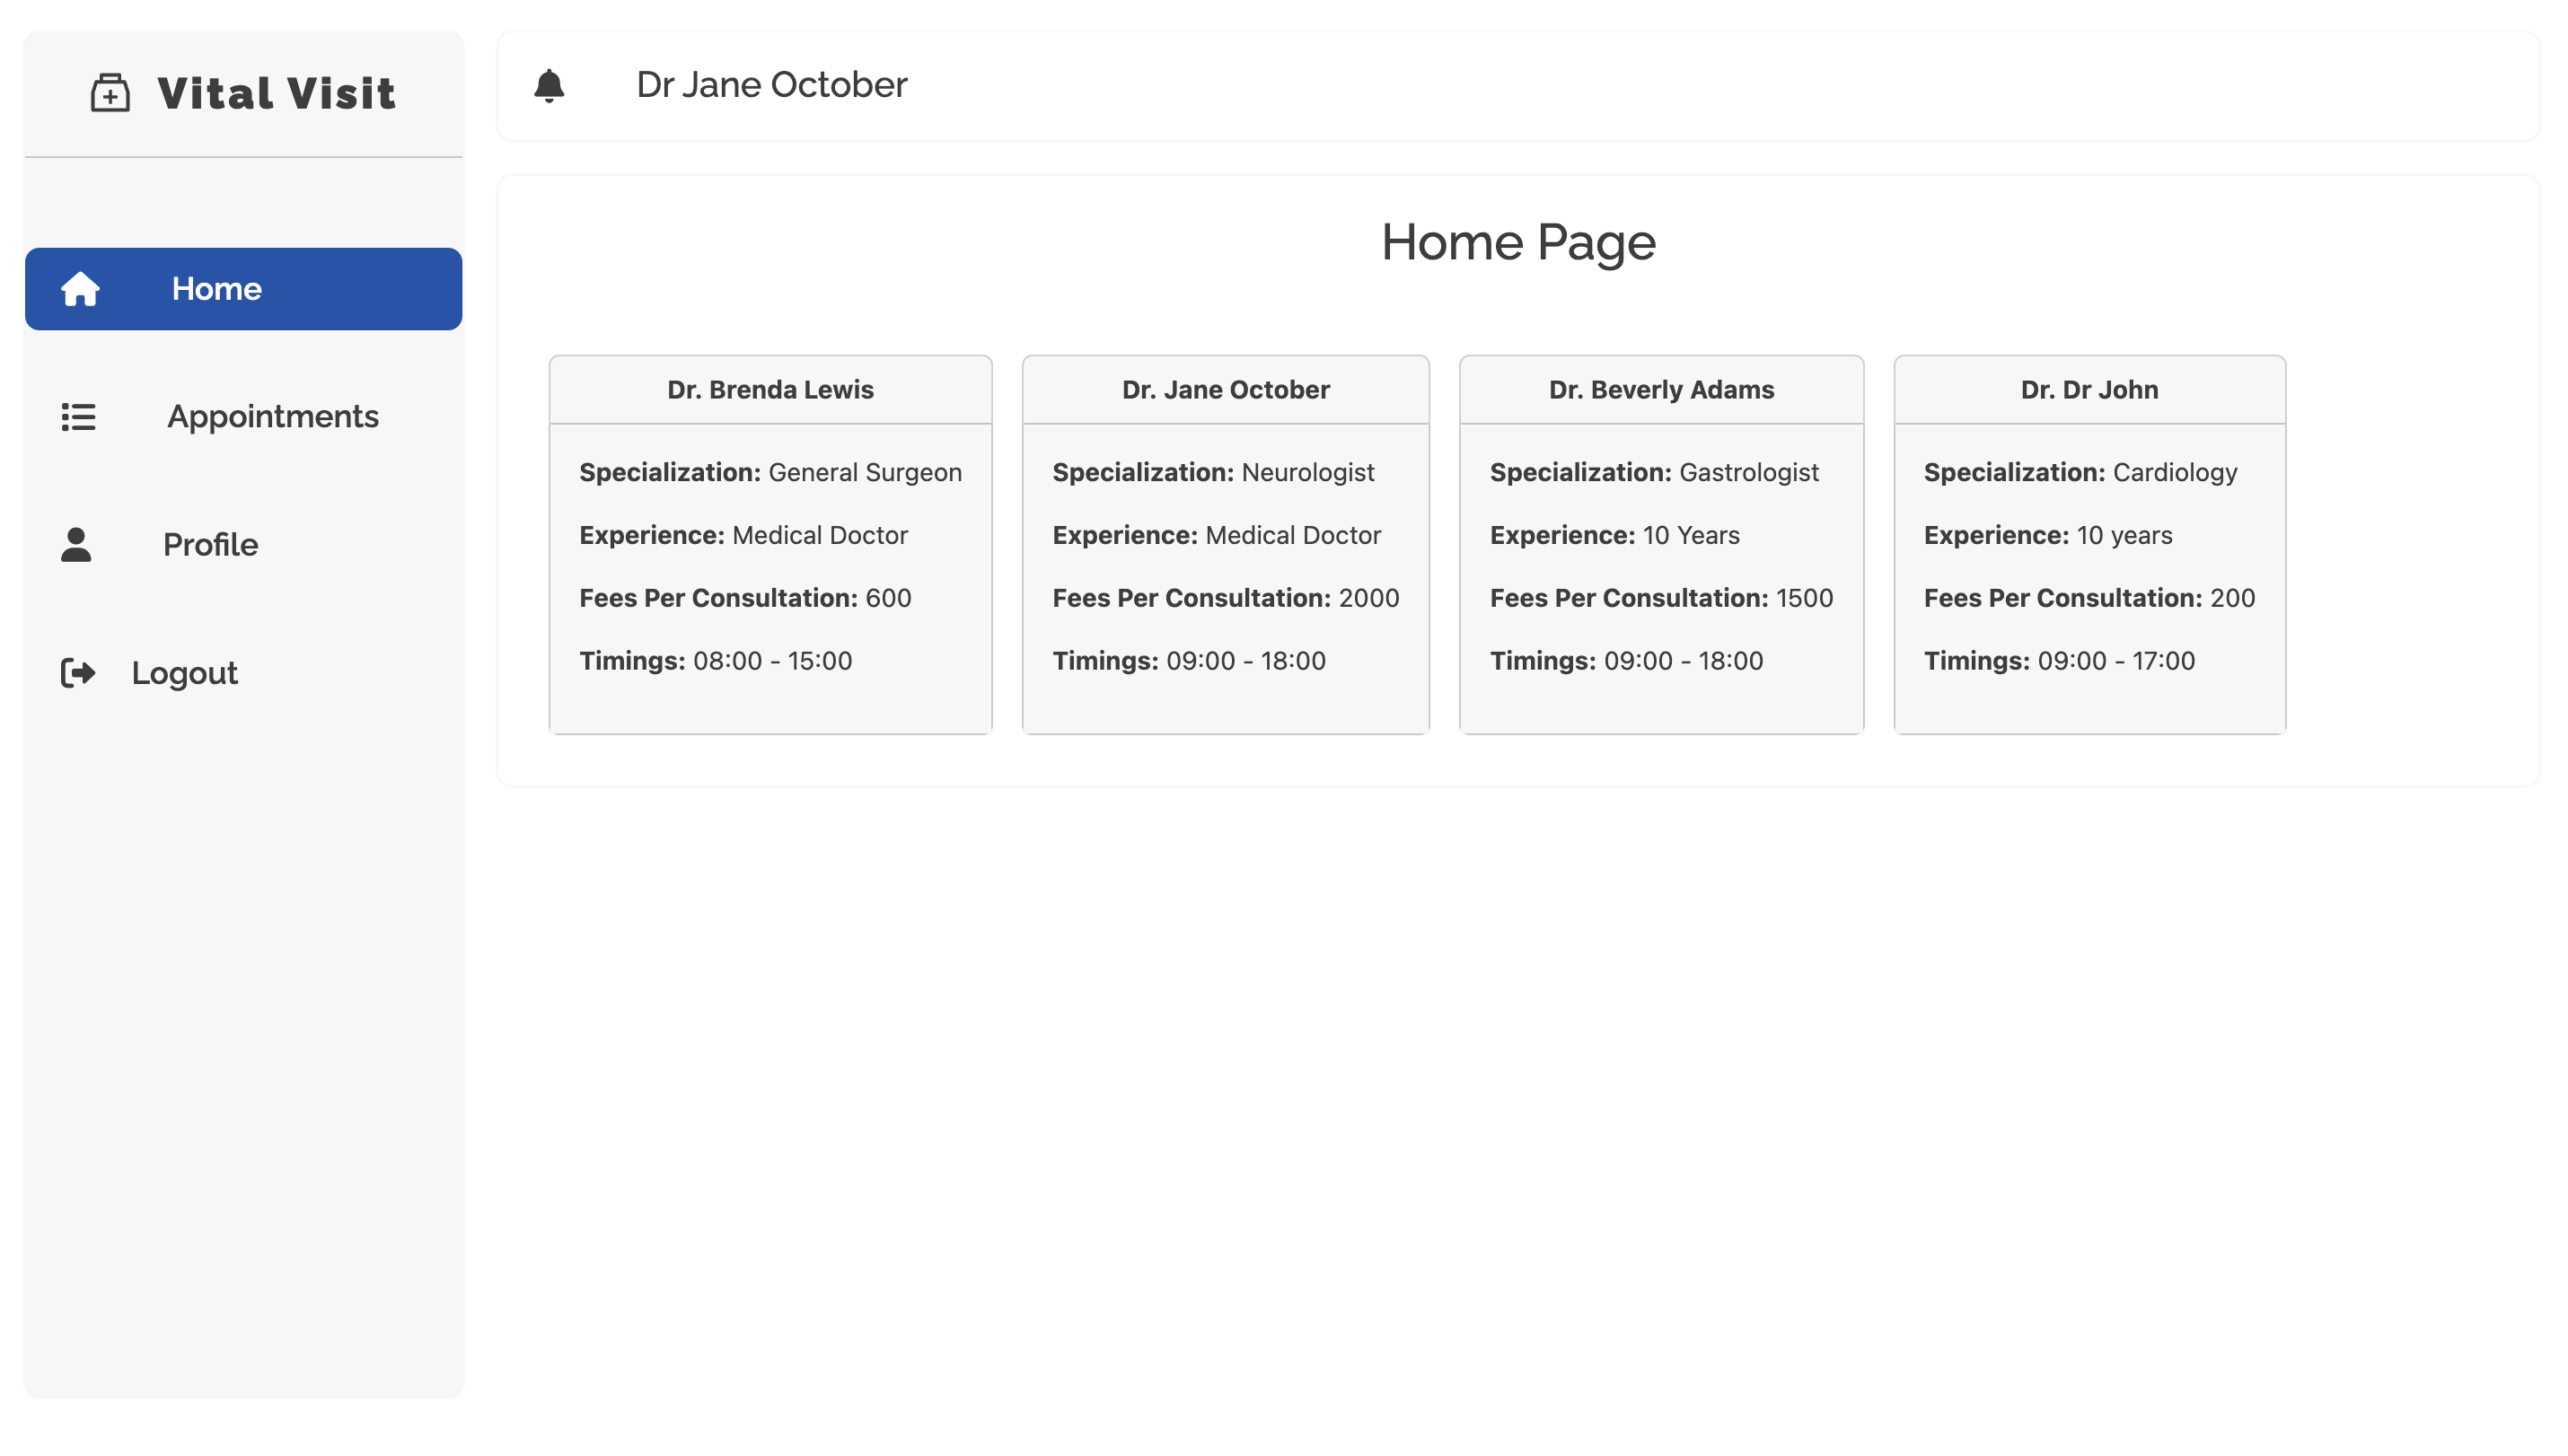 Vital Visit
Home
Appointments
Profile
Logout
Dr Jane October
Home Page
Dr. Brenda Lewis
Specialization: General Surgeon
Experience: Medical Doctor
Fees Per Consultation: 600
Timings: 08:00 - 15:00
Dr. Jane October
Specialization: Neurologist
Experience: Medical Doctor
Fees Per Consultation: 2000
Timings: 09:00 - 18:00
Dr. Beverly Adams
Specialization: Gastrologist
Experience: 10 Years
Fees Per Consultation: 1500
Timings: 09:00 - 18:00
Dr. Dr John
Specialization: Cardiology
Experience: 10 years
Fees Per Consultation: 200
Timings: 09:00 - 17:00